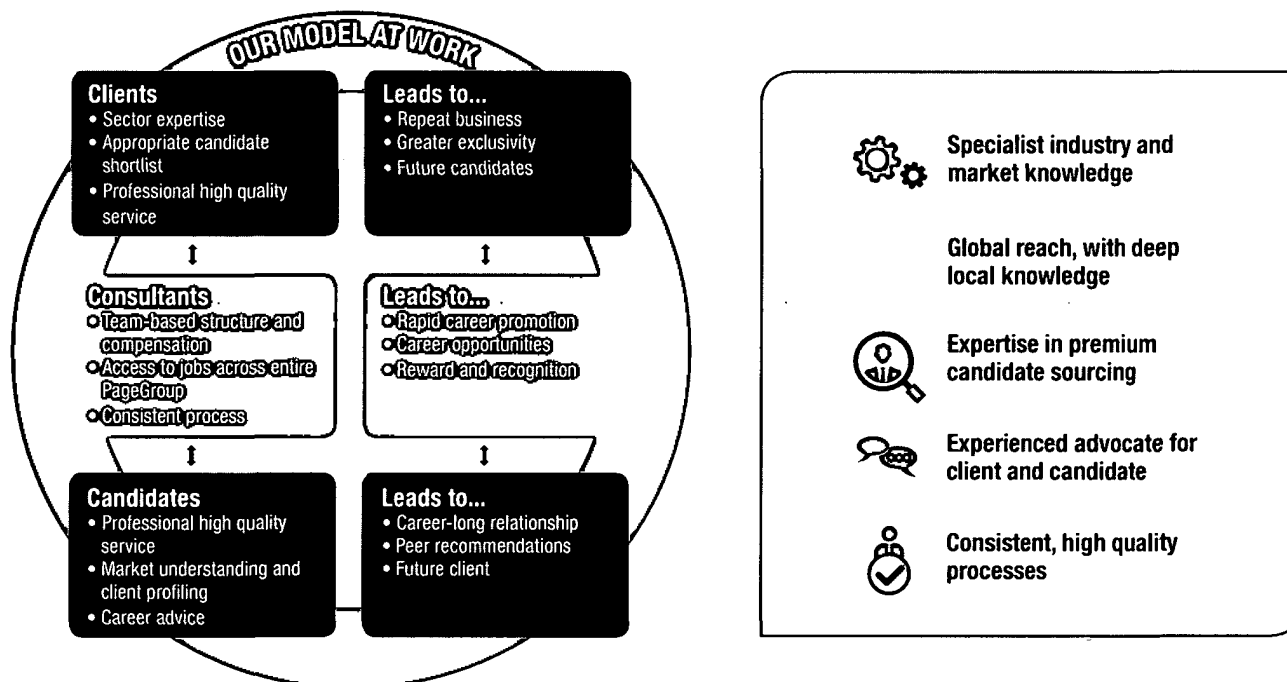 OUR MODEL AT WORK
Clients
• Sector expertise
• Appropriate candidate
shortlist
• Professional high quality
service
Leads to...
• Repeat business
• Greater exclusivity
• Future candidates
Consultants
• Team-based structure and
compensation
• Access to jobs across entire
PageGroup
• Consistent process
Leads to...
• Rapid career promotion
• Career opportunities
• Reward and recognition
Candidates
• Professional high quality
service
• Market understanding and
client profiling
• Career advice
Leads to...
• Career-long relationship
• Peer recommendations
• Future client
Specialist industry and
market knowledge
Global reach, with deep
local knowledge
Expertise in premium
candidate sourcing
Experienced advocate for
client and candidate
Consistent, high quality
processes